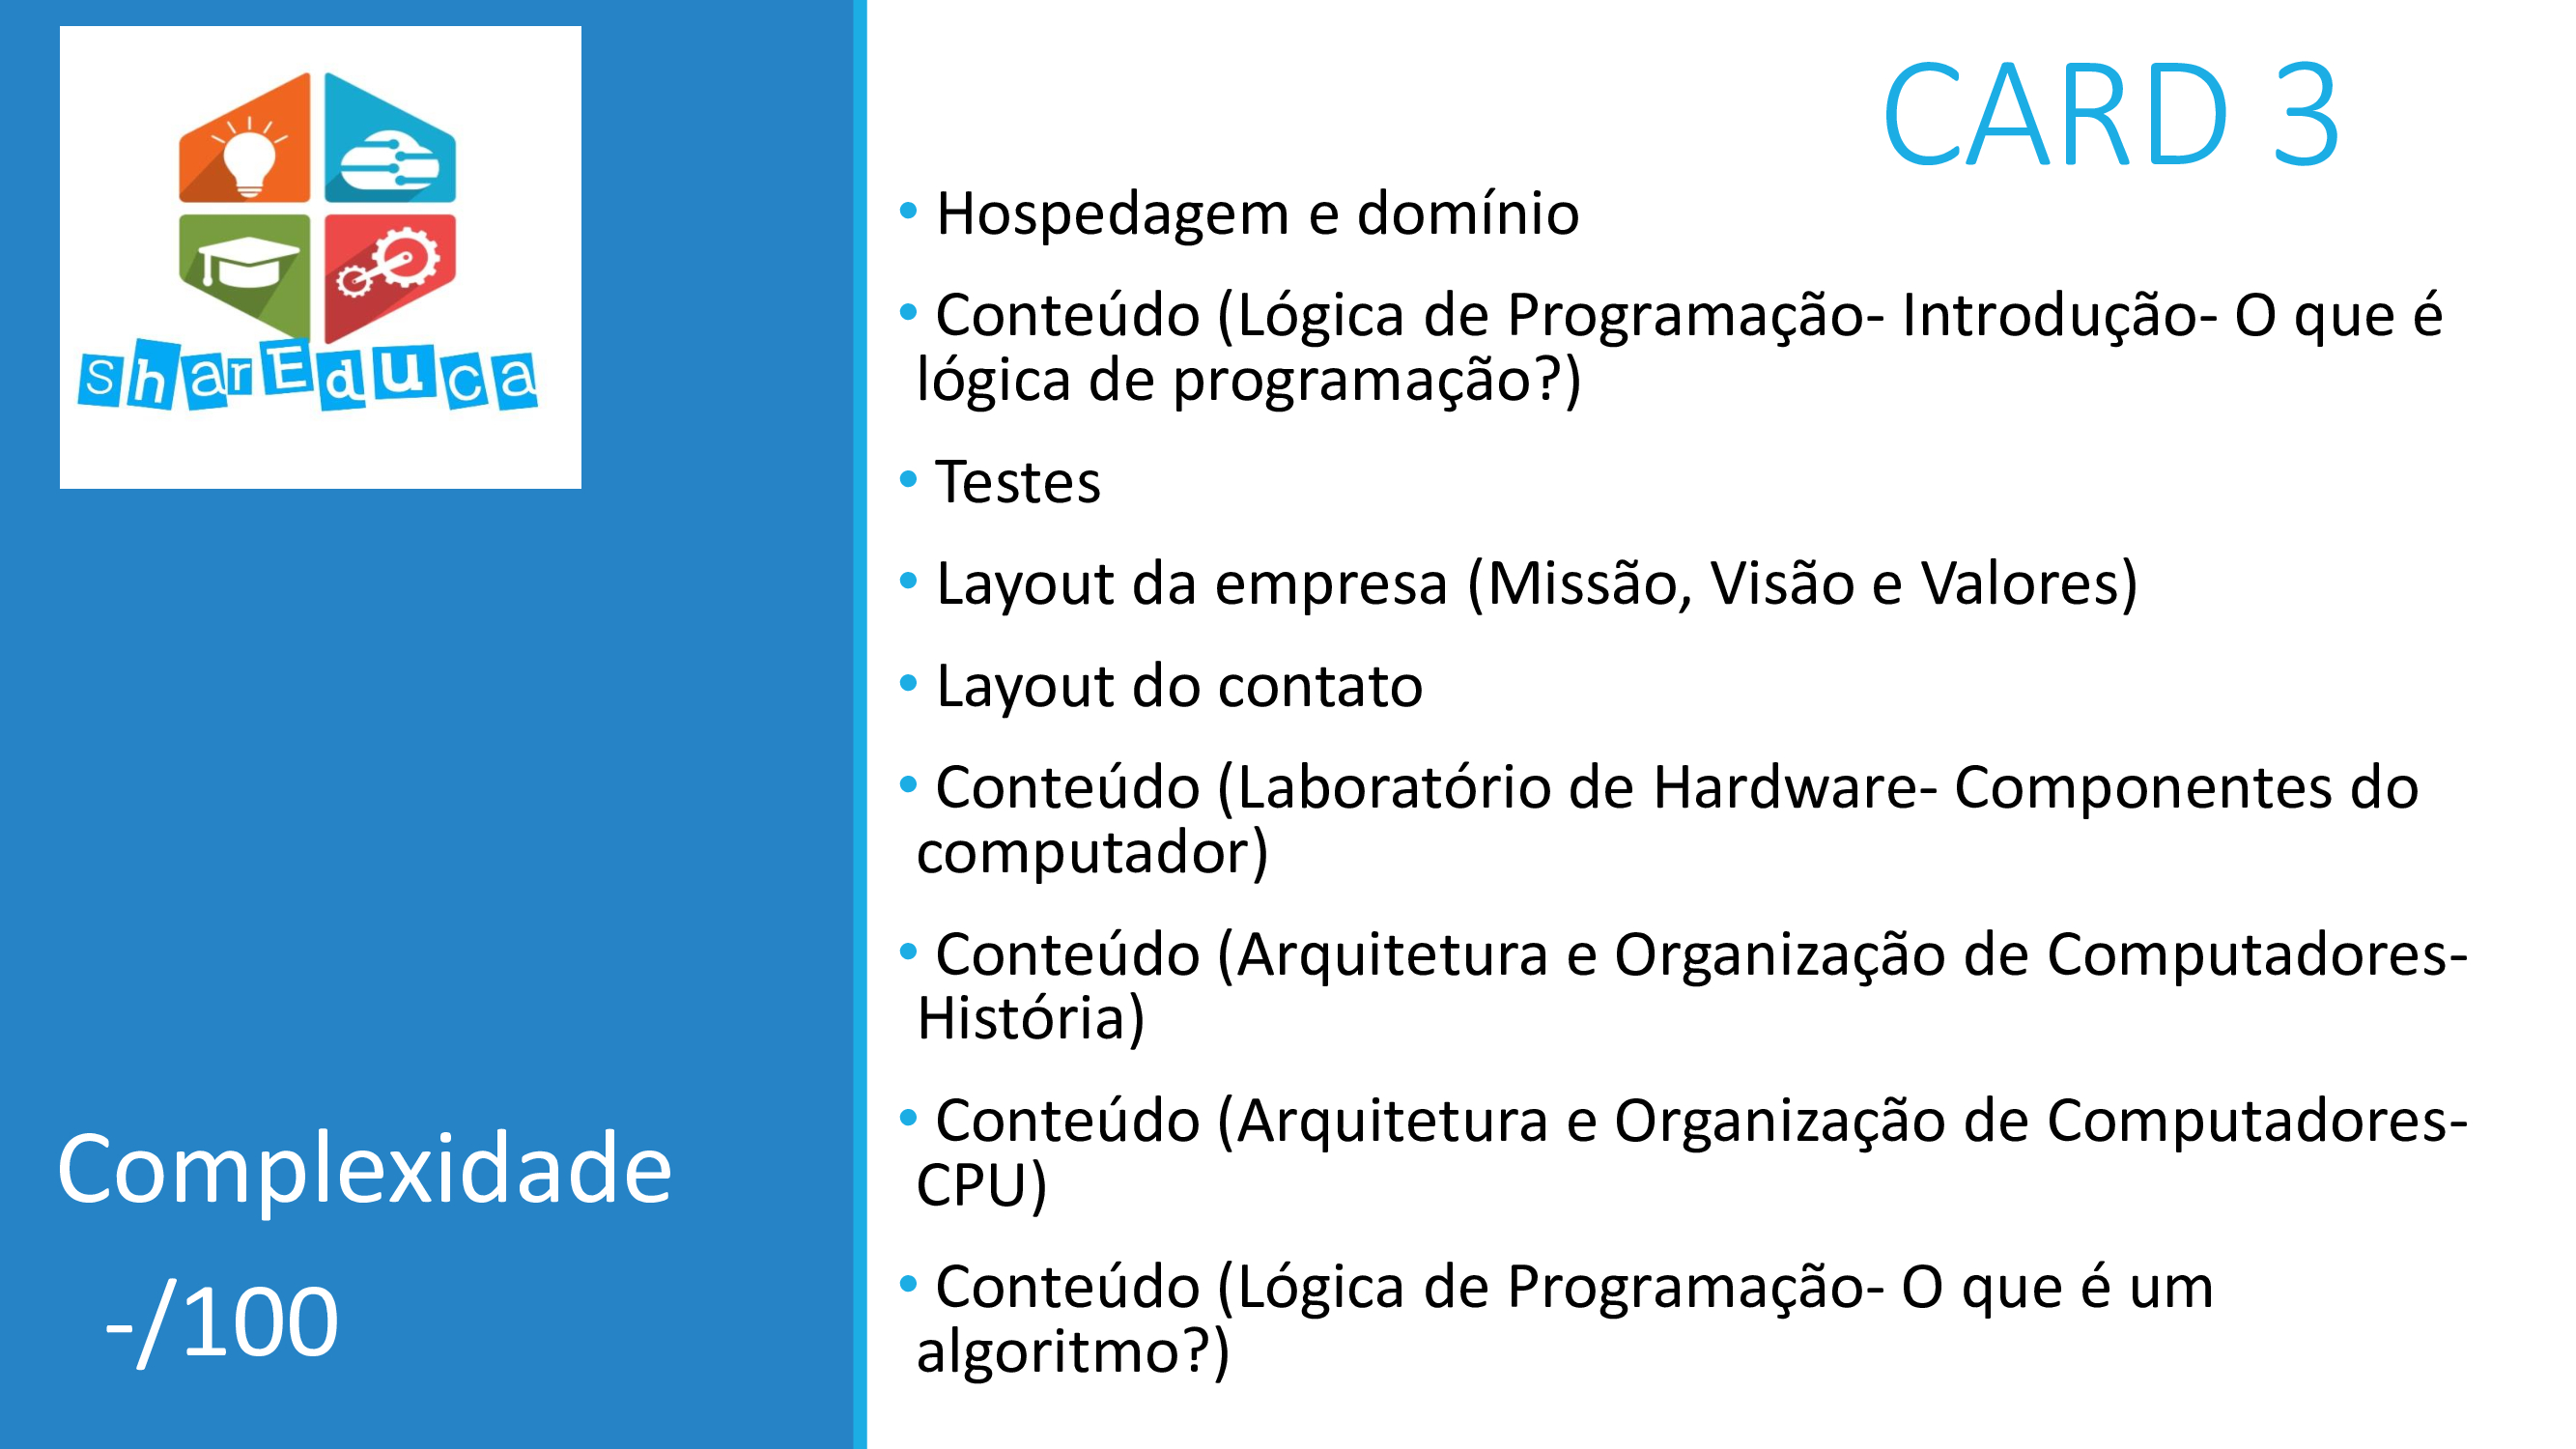 sharEduca
CARD 3
• Hospedagem e domínio
• Conteúdo (Lógica de Programação- Introdução- O que é
lógica de programação?)
• Testes
• Layout da empresa (Missão, Visão e Valores)
• Layout do contato
• Conteúdo (Laboratório de Hardware- Componentes do
computador)
• Conteúdo (Arquitetura e Organização de Computadores-
História)
• Conteúdo (Arquitetura e Organização de Computadores-
CPU)
• Conteúdo (Lógica de Programação- O que é um
algoritmo?)
Complexidade
-/100